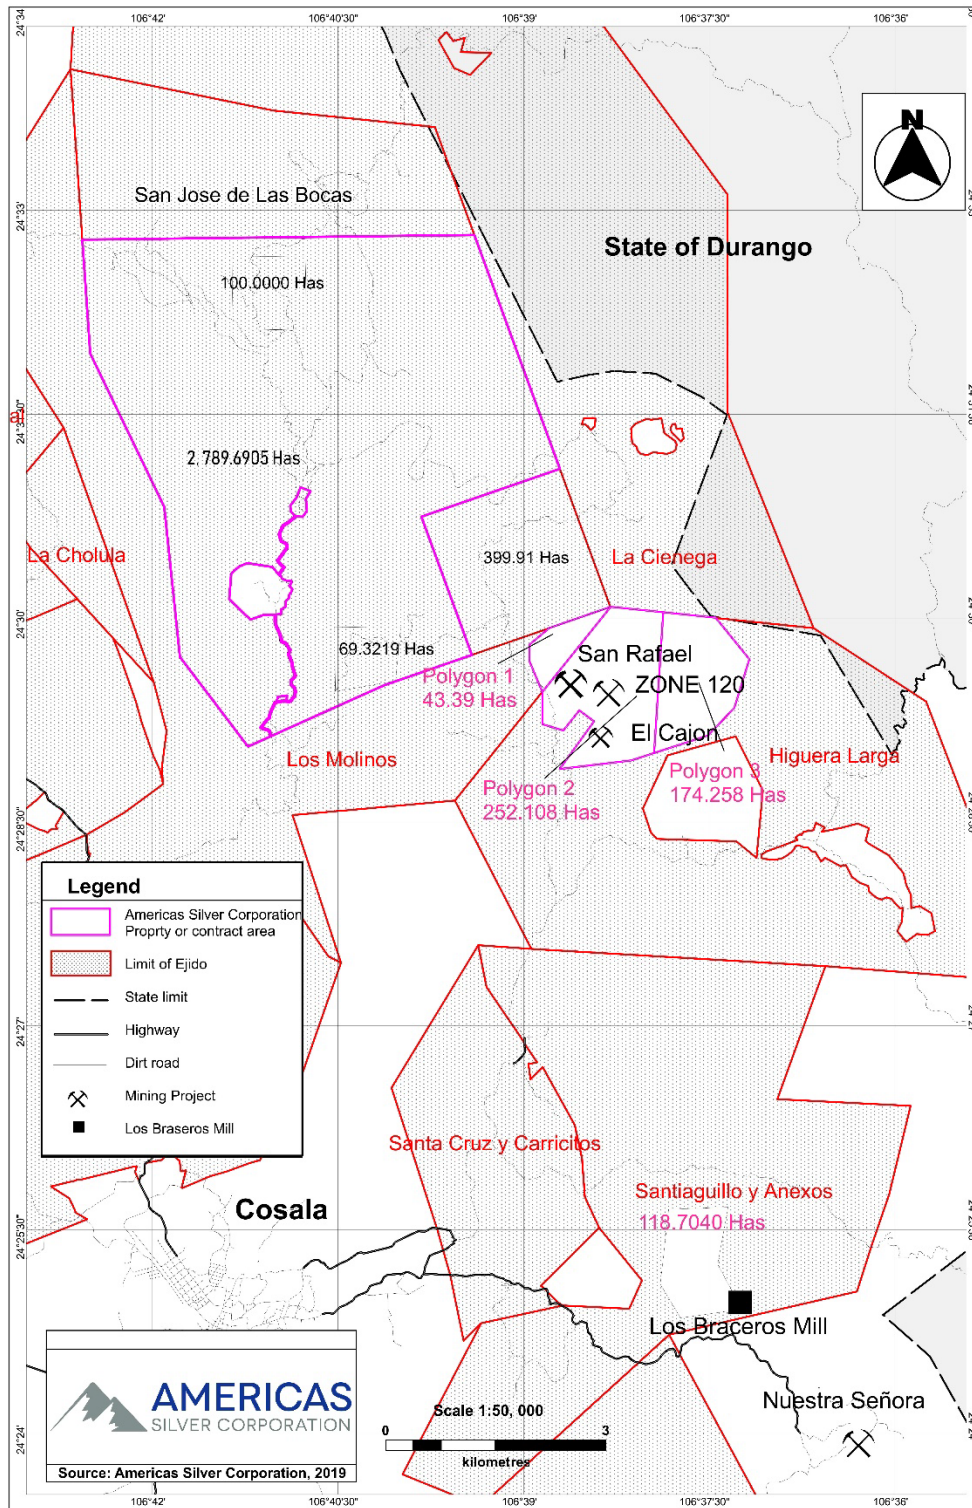 106°42'
106°40'30"
106°39'
106°37'30"
106°36'
24°34
N
San Jose de Las Bocas
24°33'
State of Durango
100.0000 Has
2,789.6905 Has
La Cholula
399.91 Has
La Cienega
24°30'
69.3219 Has
San Rafael
Polygon 1
43.39 Has
ZONE 120
El Cajon
Los Molinos
Higuera Larga
Polygon 2
252.108 Has
Polygon 3
174.258 Has
24°28'30"
Legend
Americas Silver Corporation
Proprty or contract area
Limit of Ejido
State limit
Highway
Dirt road
Mining Project
Los Braseros Mill
24°27'
Santa Cruz y Carricitos
Santiaguillo y Anexos
118.7040 Has
Cosala
24°25'30"
Los Braceros Mill
Nuestra Señora
AMERICAS
SILVER CORPORATION
Source: Americas Silver Corporation, 2019
Scale 1:50, 000
0
3
kilometres
24°24'
106°42'
106°40'30"
106°39'
106°37'30"
106°36'